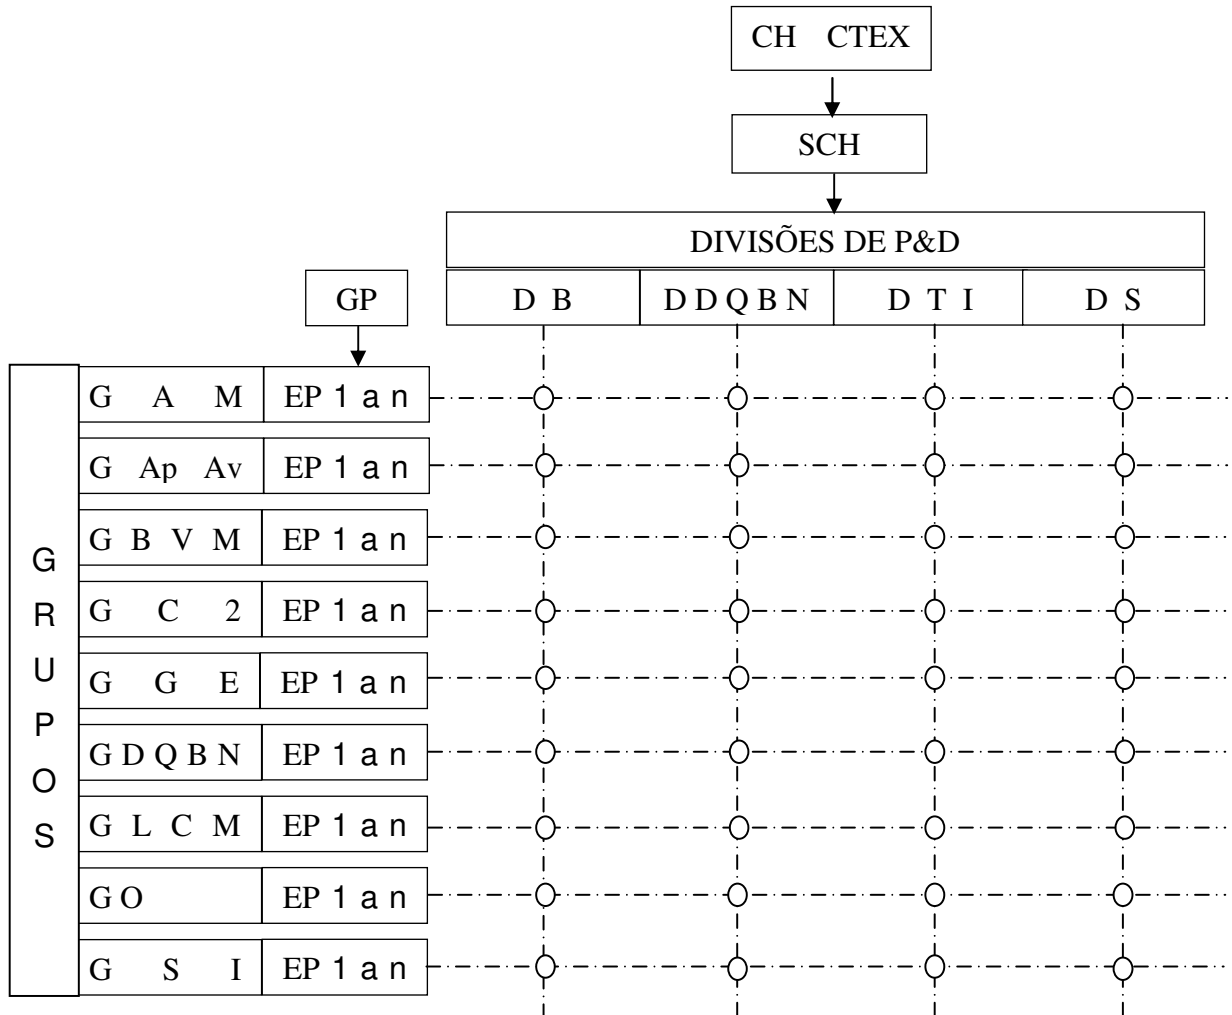 CH CTEX
SCH
DIVISÕES DE P&D
GP D B D D Q B N D T I D S
GRUPOS
G A M EP 1 a n
G Ap Av EP 1 a n
G B V M EP 1 a n
G C 2 EP 1 a n
G G E EP 1 a n
G D Q B N EP 1 a n
G L C M EP 1 a n
G O EP 1 a n
G S I EP 1 a n